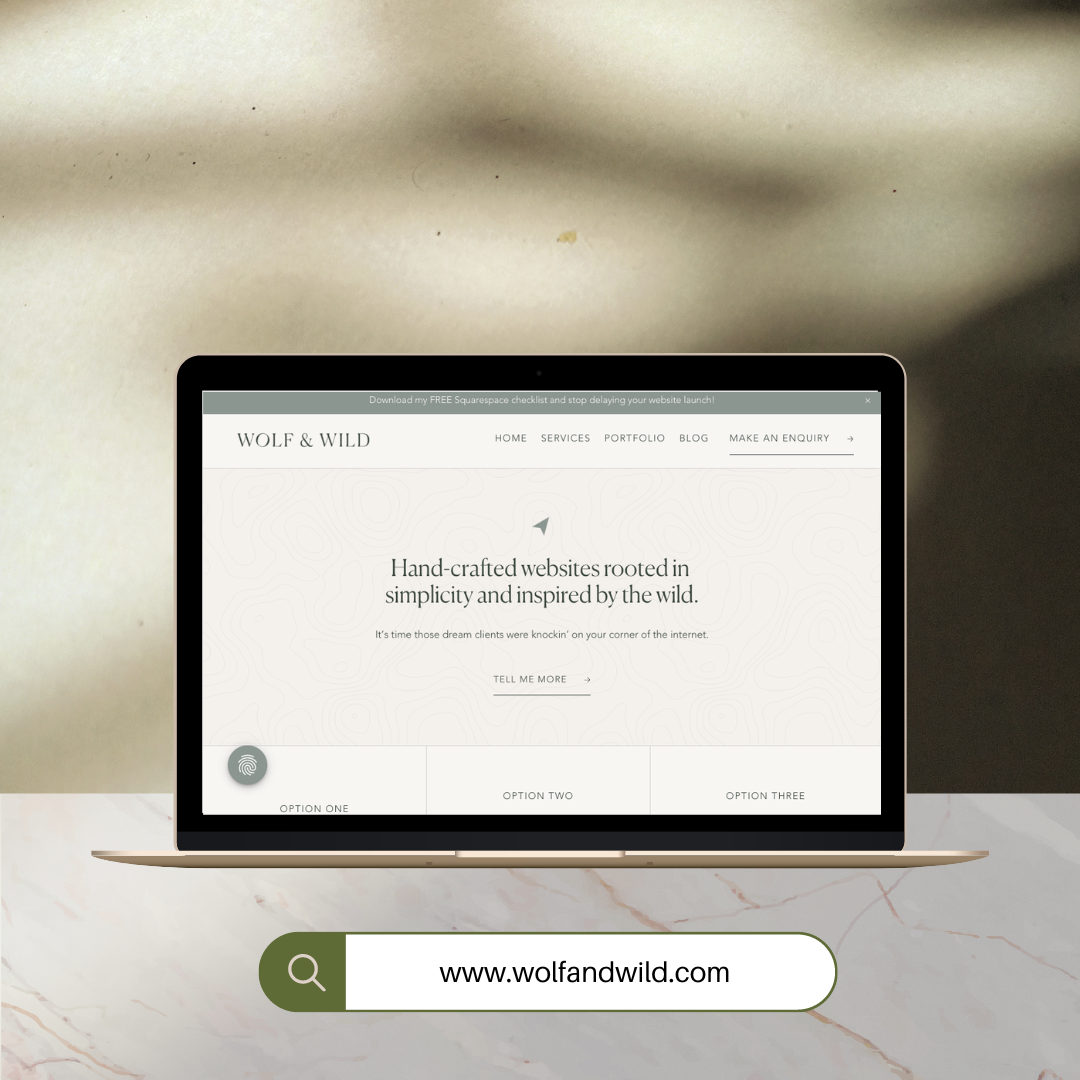 Download my FREE Squarespace checklist and stop delaying your website launch! ×
WOLF & WILD
HOME SERVICES PORTFOLIO BLOG MAKE AN ENQUIRY →
Hand-crafted websites rooted in
simplicity and inspired by the wild.
It's time those dream clients were knockin' on your corner of the internet.
TELL ME MORE →
OPTION ONE
OPTION TWO
OPTION THREE
www.wolfandwild.com